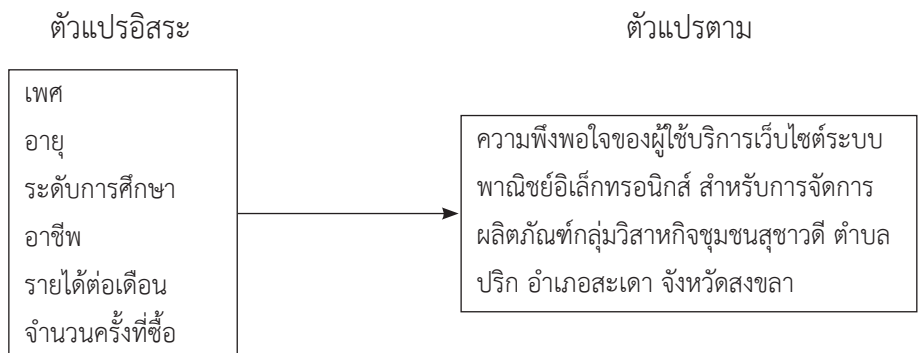 ตัวแปรอิสระ
ตัวแปรตาม
เพศ
อายุ
ระดับการศึกษา
อาชีพ
รายได้ต่อเดือน
จำนวนครั้งที่ซื้อ
ความพึงพอใจของผู้ใช้บริการเว็บไซต์ระบบ
พาณิชย์อิเล็กทรอนิกส์ สำหรับการจัดการ
ผลิตภัณฑ์กลุ่มวิสาหกิจชุมชนสุชาวดี ตำบล
ปริก อำเภอสะเดา จังหวัดสงขลา